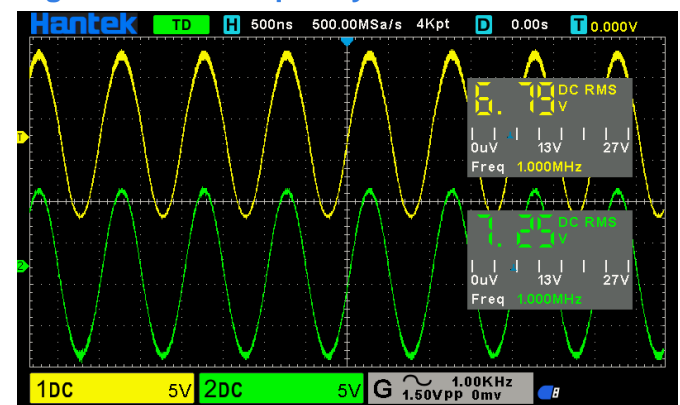 Hantek TD H 500ns 500.00MSa/s 4Kpt D 0.00s T 0.000V
6.79 DC RMS
V
0uV 13V 27V
Freq 1.000MHz
T
7.25 DC RMS
V
0uV 13V 27V
Freq 1.000MHz
2
1DC 5V 2DC 5V G 1.00KHz
1.50Vpp 0mv